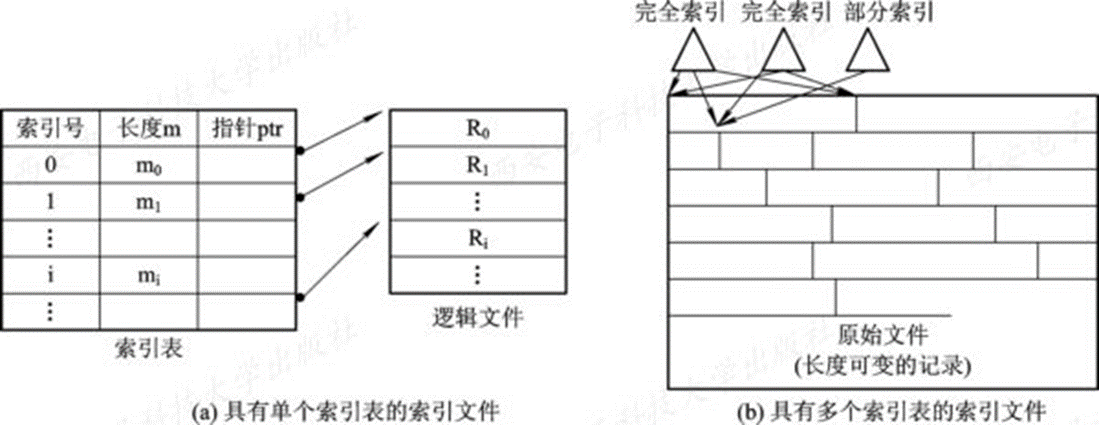 完全索引 完全索引 部分索引
索引号 长度m 指针ptr
0 m₀
1 m₁
⋮
i mᵢ
⋮
索引表
R₀
R₁
⋮
Rᵢ
⋮
逻辑文件
原始文件
(长度可变的记录)
(a) 具有单个索引表的索引文件
(b) 具有多个索引表的索引文件